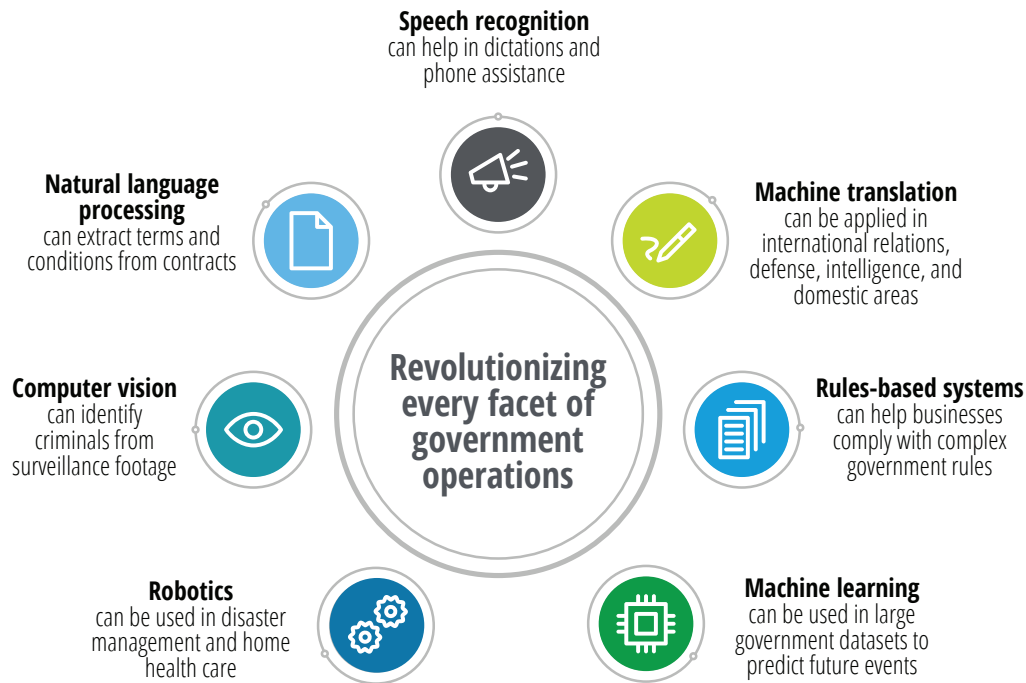 Speech recognition
can help in dictations and
phone assistance
Natural language
processing
can extract terms and
conditions from contracts
Machine translation
can be applied in
international relations,
defense, intelligence, and
domestic areas
Revolutionizing
every facet of
government
operations
Computer vision
can identify
criminals from
surveillance footage
Rules-based systems
can help businesses
comply with complex
government rules
Robotics
can be used in disaster
management and home
health care
Machine learning
can be used in large
government datasets to
predict future events